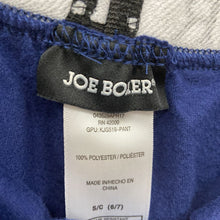 JOE BOXER
RN 42000
GPU: XJG519-PANT
100% POLYESTER / POLIÉSTER
MADE IN/HECHO EN
CHINA
S/C (6/7)